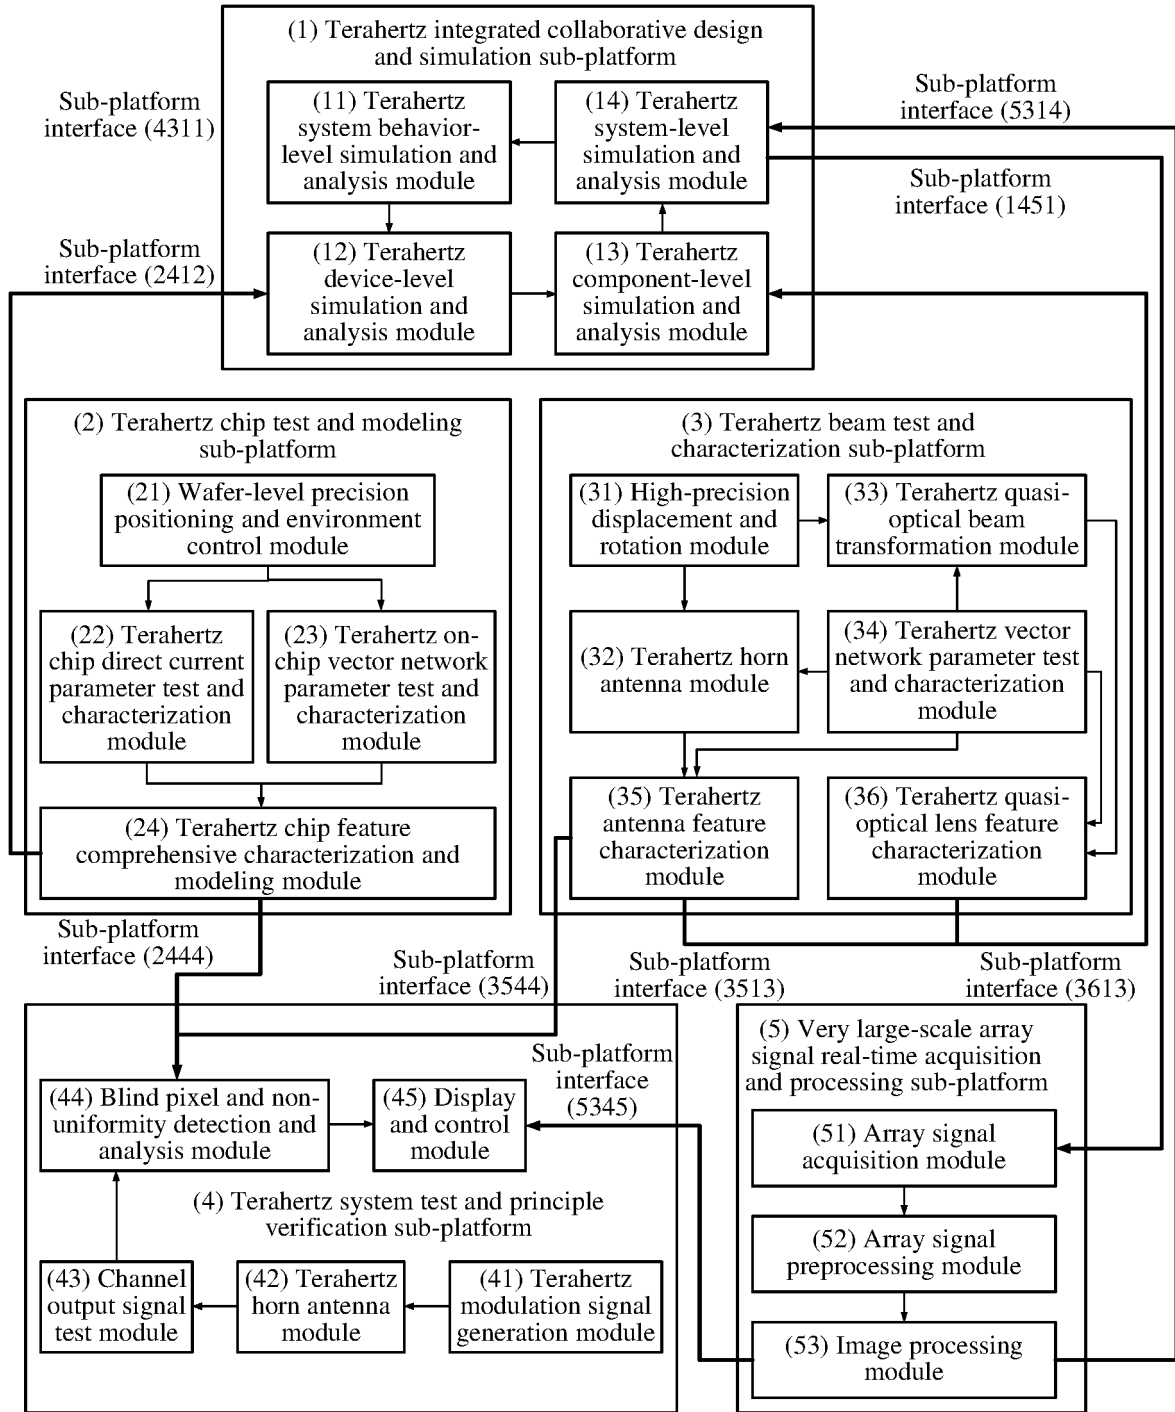 (1) Terahertz integrated collaborative design
and simulation sub-platform
Sub-platform
interface (4311)
(11) Terahertz
system behavior-
level simulation and
analysis module
(14) Terahertz
system-level
simulation and
analysis module
Sub-platform
interface (5314)
Sub-platform
interface (1451)
Sub-platform
interface (2412)
(12) Terahertz
device-level
simulation and
analysis module
(13) Terahertz
component-level
simulation and
analysis module
(2) Terahertz chip test and modeling
sub-platform
(21) Wafer-level precision
positioning and environment
control module
(22) Terahertz
chip direct current
parameter test and
characterization
module
(23) Terahertz on-
chip vector network
parameter test and
characterization
module
(24) Terahertz chip feature
comprehensive characterization and
modeling module
(3) Terahertz beam test and
characterization sub-platform
(31) High-precision
displacement and
rotation module
(33) Terahertz quasi-
optical beam
transformation module
(32) Terahertz horn
antenna module
(34) Terahertz vector
network parameter test
and characterization
module
(35) Terahertz
antenna feature
characterization
module
(36) Terahertz quasi-
optical lens feature
characterization
module
Sub-platform
interface (2444)
Sub-platform
interface (3544)
Sub-platform
interface (3513)
Sub-platform
interface (3613)
Sub-platform
interface
(5345)
(44) Blind pixel and non-
uniformity detection and
analysis module
(45) Display
and control
module
(4) Terahertz system test and principle
verification sub-platform
(43) Channel
output signal
test module
(42) Terahertz
horn antenna
module
(41) Terahertz
modulation signal
generation module
(5) Very large-scale array
signal real-time acquisition
and processing sub-platform
(51) Array signal
acquisition module
(52) Array signal
preprocessing module
(53) Image processing
module